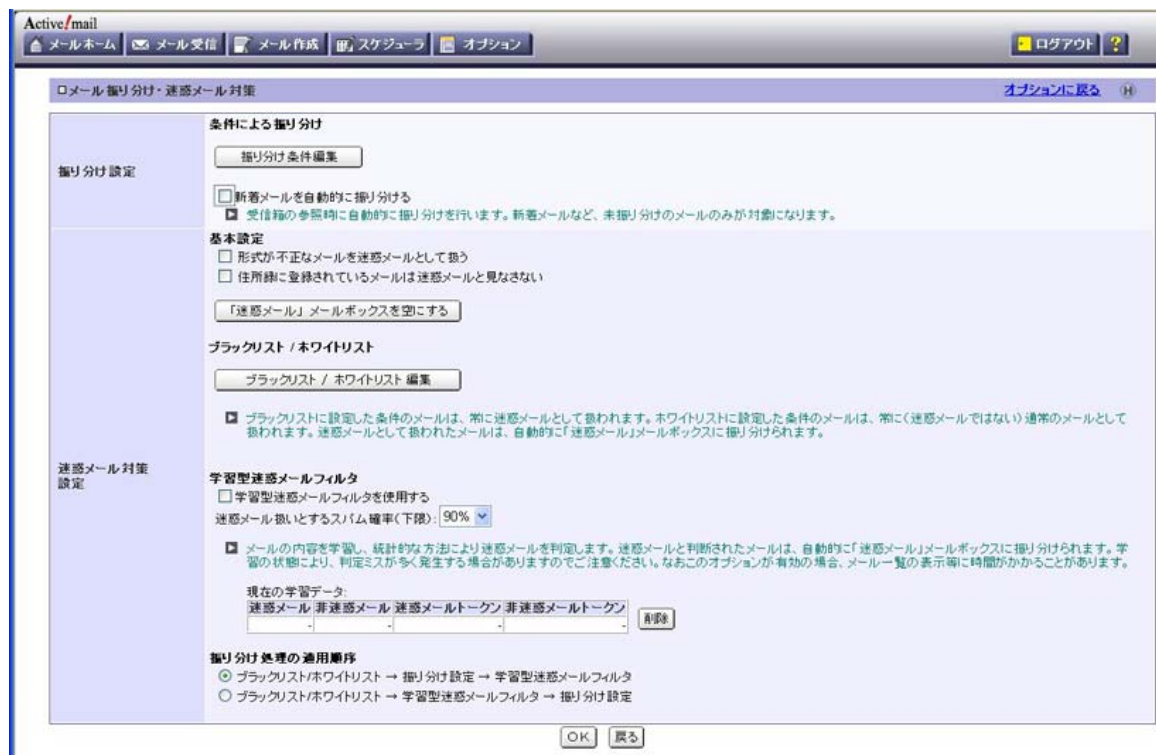 Active!mail
メールホーム メール受信 メール作成 スケジューラ オプション ログアウト ?
ロメール振り分け・迷惑メール対策 オプションに戻る H
条件による振り分け
振り分け条件編集
振り分け設定
新着メールを自動的に振り分ける
受信箱の参照時に自動的に振り分けを行います。新着メールなど、未振り分けのメールのみが対象になります。
基本設定
形式が不正なメールを迷惑メールとして扱う
住所録に登録されているメールは迷惑メールと見なさない
「迷惑メール」メールボックスを空にする
ブラックリスト / ホワイトリスト
ブラックリスト / ホワイトリスト 編集
ブラックリストに設定した条件のメールは、常に迷惑メールとして扱われます。ホワイトリストに設定した条件のメールは、常に(迷惑メールではない)通常のメールとして
扱われます。迷惑メールとして扱われたメールは、自動的に「迷惑メール」メールボックスに振り分けられます。
迷惑メール対策
設定
学習型迷惑メールフィルタ
学習型迷惑メールフィルタを使用する
迷惑メール扱いとするスパム確率(下限): 90%
メールの内容を学習し、統計的な方法により迷惑メールを判定します。迷惑メールと判断されたメールは、自動的に「迷惑メール」メールボックスに振り分けられます。学
習の状態により、判定ミスが多く発生する場合がありますのでご注意ください。なおこのオプションが有効の場合、メール一覧の表示等に時間がかかることがあります。
現在の学習データ:
迷惑メール 非迷惑メール 迷惑メールトークン 非迷惑メールトークン
- - - - 削除
振り分け処理の適用順序
ブラックリスト/ホワイトリスト → 振り分け設定 → 学習型迷惑メールフィルタ
ブラックリスト/ホワイトリスト → 学習型迷惑メールフィルタ → 振り分け設定
OK 戻る